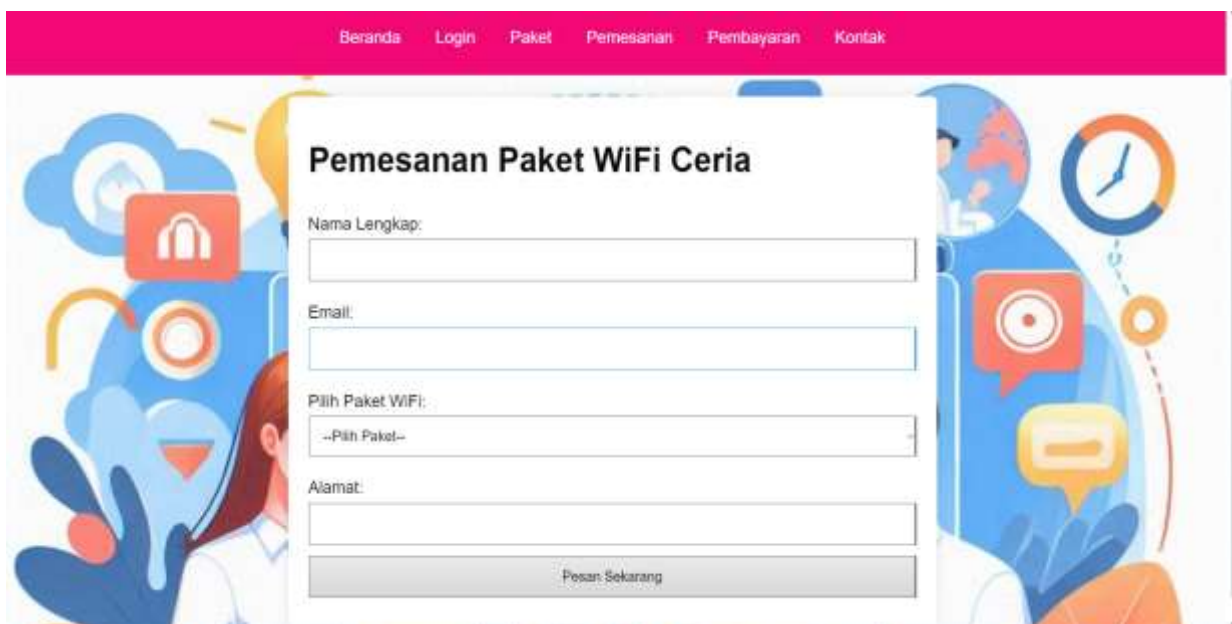 Beranda Login Paket Pemesanan Pembayaran Kontak
Pemesanan Paket WiFi Ceria
Nama Lengkap:
Email:
Pilih Paket WiFi:
--Pilih Paket--
Alamat:
Pesan Sekarang